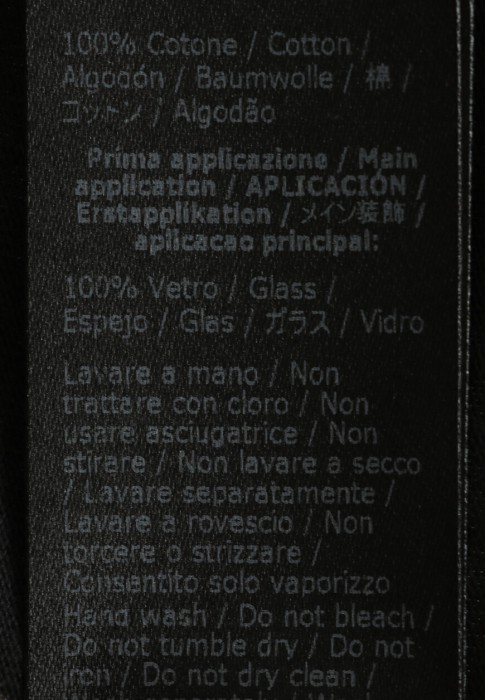 100% Cotone / Cotton /
Algodón / Baumwolle / 棉 /
コットン / Algodão
Prima applicazione / Main
application / APLICACIÓN /
Erstapplikation / メイン装飾 /
aplicacao principal:
100% Vetro / Glass /
Espejo / Glas / ガラス / Vidro
Lavare a mano / Non
trattare con cloro / Non
usare asciugatrice / Non
stirare / Non lavare a secco
/ Lavare separatamente /
Lavare a rovescio / Non
torcere o strizzare /
Consentito solo vaporizzo
Hand wash / Do not bleach /
Do not tumble dry / Do not
iron / Do not dry clean /